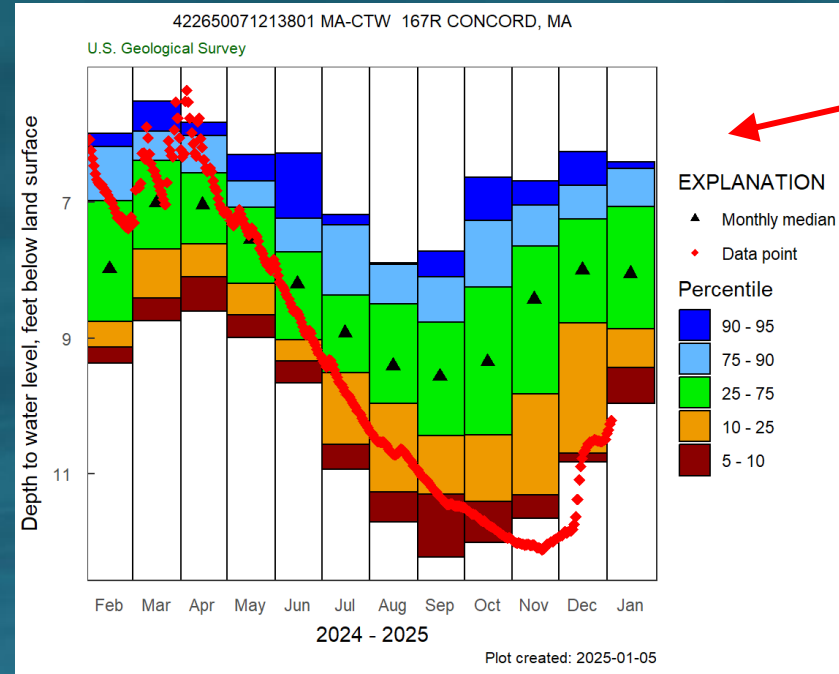 422650071213801 MA-CTW 167R CONCORD, MA
U.S. Geological Survey
Depth to water level, feet below land surface
7
9
11
Feb Mar Apr May Jun Jul Aug Sep Oct Nov Dec Jan
2024 - 2025
Plot created: 2025-01-05
EXPLANATION
Monthly median
Data point
Percentile
90 - 95
75 - 90
25 - 75
10 - 25
5 - 10